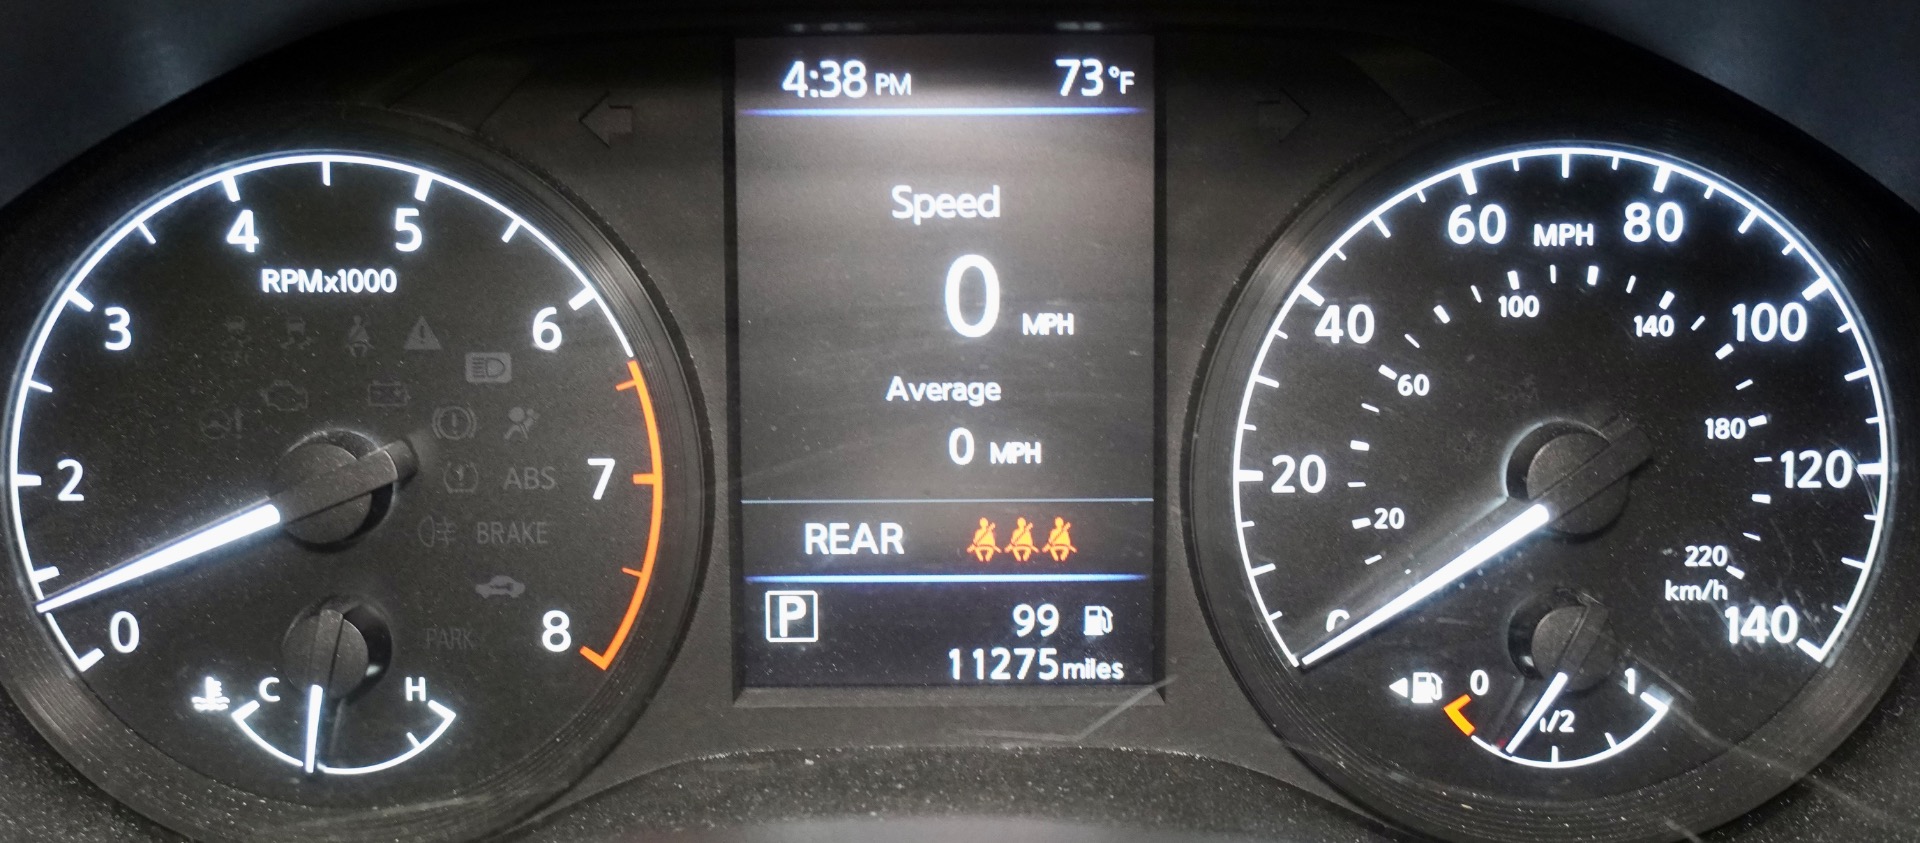 4:38 PM 73°F
Speed
0 MPH
Average
0 MPH
REAR
P 99
11275 miles
RPMx1000
0
2
3
4
5
6
7
8
ABS
BRAKE
PARK
C H
MPH
0
20
40
60
80
100
120
140
20
60
100
140
180
220
km/h
0 1/2 1